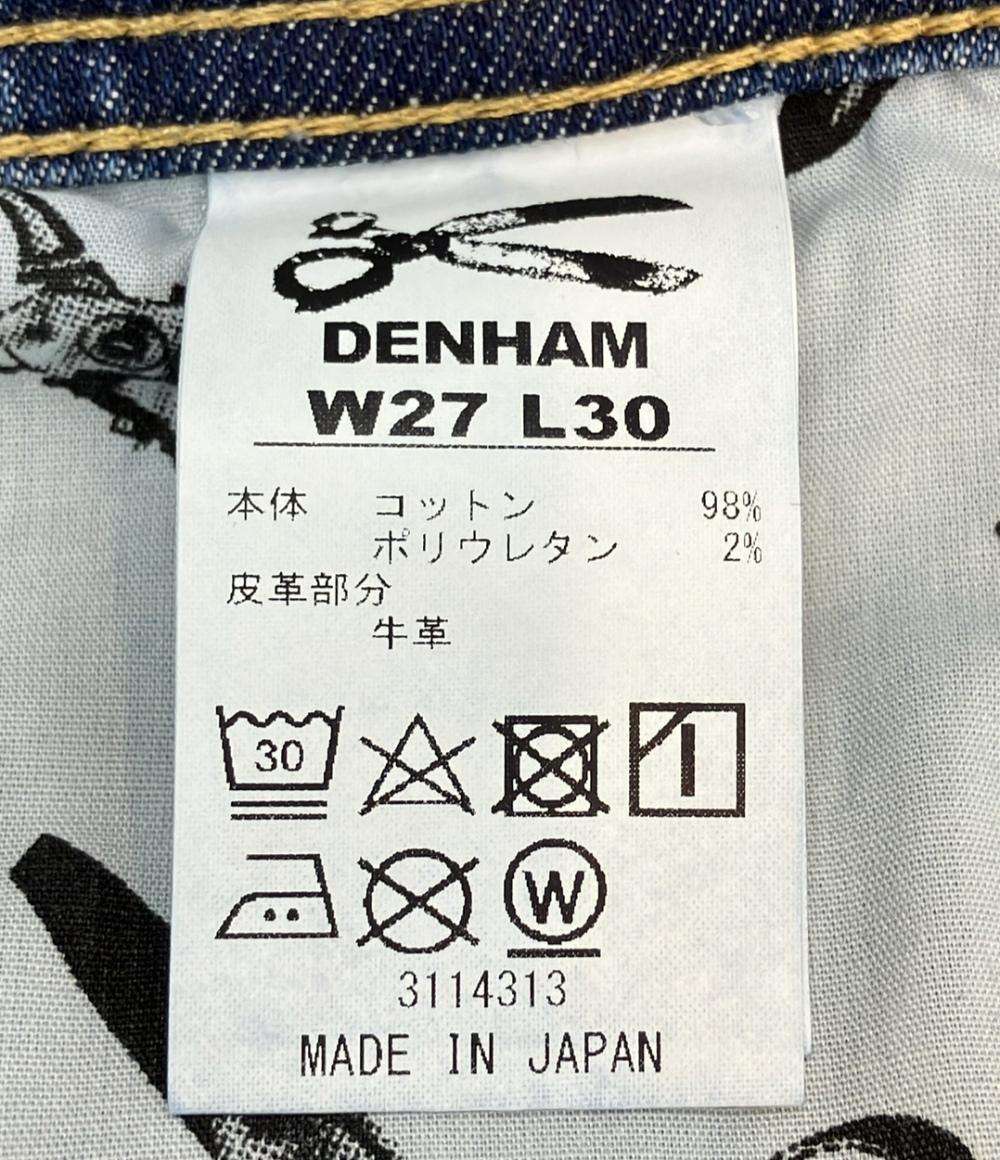 DENHAM
W27 L30
本体 コットン 98%
ポリウレタン 2%
皮革部分
牛革
30
W
3114313
MADE IN JAPAN